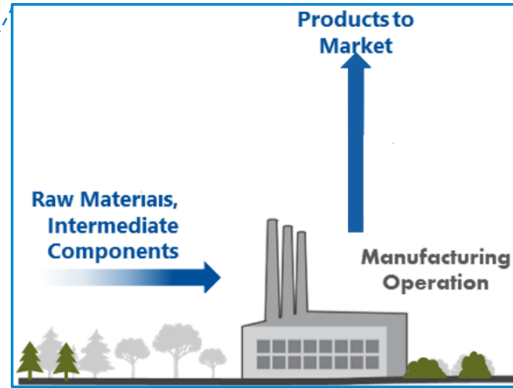 Products to
Market
Raw Materials,
Intermediate
Components
Manufacturing
Operation